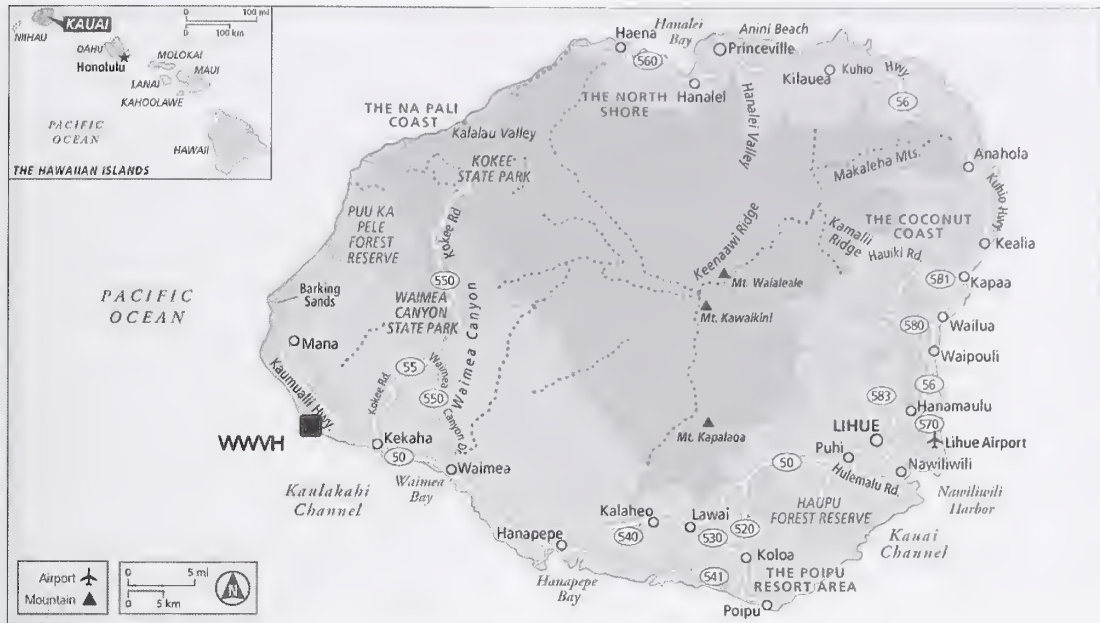 KAUAI
NIIHAU
OAHU
Honolulu
MOLOKAI
LANAI
MAUI
KAHOOLAWE
PACIFIC
OCEAN
HAWAII
THE HAWAIIAN ISLANDS
0 100 mi
0 100 km
Hanalei
Bay
Anini Beach
Haena
Princeville
560
Kilauea
Kuhio
Hwy
56
Hanalel
THE NORTH
SHORE
THE NA PALI
COAST
Kalalau Valley
Hanalei Valley
KOKEE
STATE PARK
Makaleha Mts.
Anahola
Kuhio Hwy
PUU KA
PELE
FOREST
RESERVE
Kokee Rd
THE COCONUT
COAST
Keenaawi Ridge
Kamalii
Ridge
Hauiki Rd.
Kealia
550
581
Kapaa
Mt. Waialeale
Mt. Kawaikini
PACIFIC
OCEAN
Barking
Sands
WAIMEA
CANYON
STATE PARK
Waimea Canyon
580
Wailua
Mana
Waipouli
55
Kokee Rd.
Waimea
550
Canyon Dr.
56
583
Hanamaulu
Kaumualii Hwy.
570
WWVH
Mt. Kapalaoa
LIHUE
Lihue Airport
Kekaha
50
Puhi
50
Waimea
Hulemalu Rd.
Nawiliwili
Waimea
Bay
Nawiliwili
Harbor
Kaulakahi
Channel
HAUPU
FOREST RESERVE
Kalaheo
Lawai
540
530
520
Kauai
Channel
Hanapepe
Koloa
Hanapepe
Bay
541
THE POIPU
RESORT AREA
Poipu
Airport
Mountain
0 5 mi
0 5 km
N